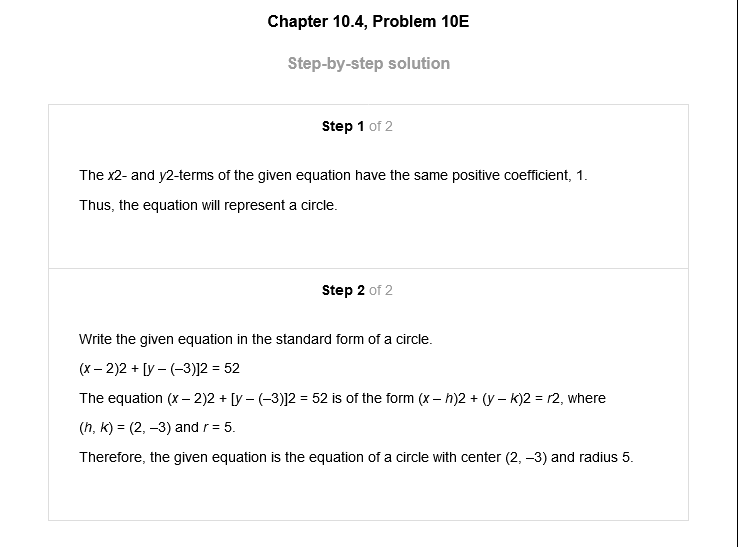 Chapter 10.4, Problem 10E
Step-by-step solution
Step 1 of 2
The x2- and y2-terms of the given equation have the same positive coefficient, 1.
Thus, the equation will represent a circle.
Step 2 of 2
Write the given equation in the standard form of a circle.
(x – 2)2 + [y – (–3)]2 = 52
The equation (x – 2)2 + [y – (–3)]2 = 52 is of the form (x – h)2 + (y – k)2 = r2, where
(h, k) = (2, –3) and r = 5.
Therefore, the given equation is the equation of a circle with center (2, –3) and radius 5.